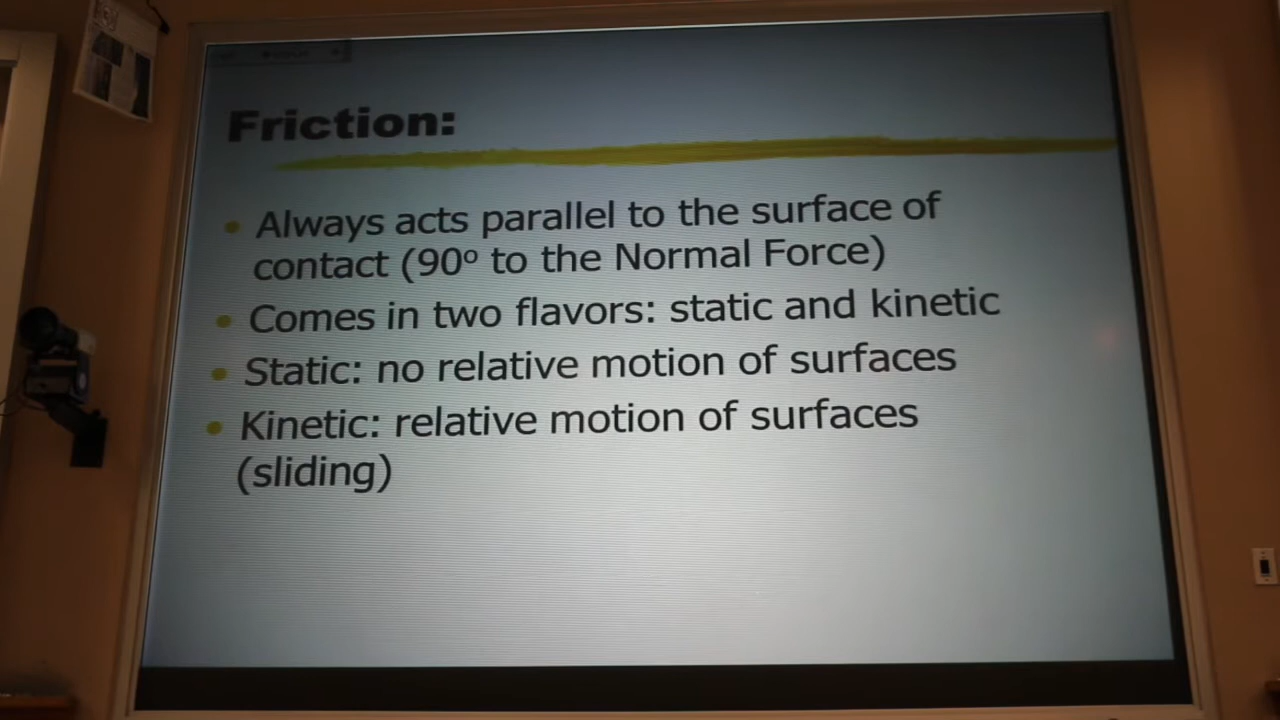 Friction:
Always acts parallel to the surface of
contact (90º to the Normal Force)
Comes in two flavors: static and kinetic
Static: no relative motion of surfaces
Kinetic: relative motion of surfaces
(sliding)